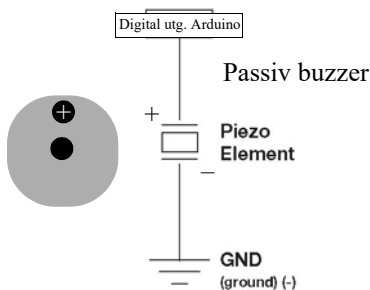 Digital utg. Arduino
Passiv buzzer
+
+
Piezo
Element
–
GND
(ground) (-)